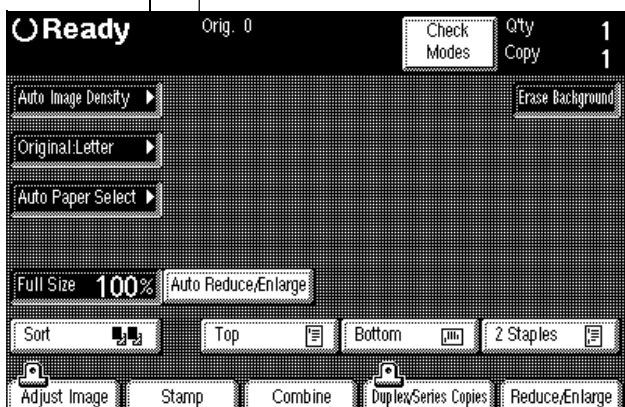 Ready Orig. 0 Check Modes Q'ty 1
Copy 1
Auto Image Density Erase Background
Original:Letter
Auto Paper Select
Full Size 100% Auto Reduce/Enlarge
Sort Top Bottom 2 Staples
Adjust Image Stamp Combine Duplex/Series Copies Reduce/Enlarge